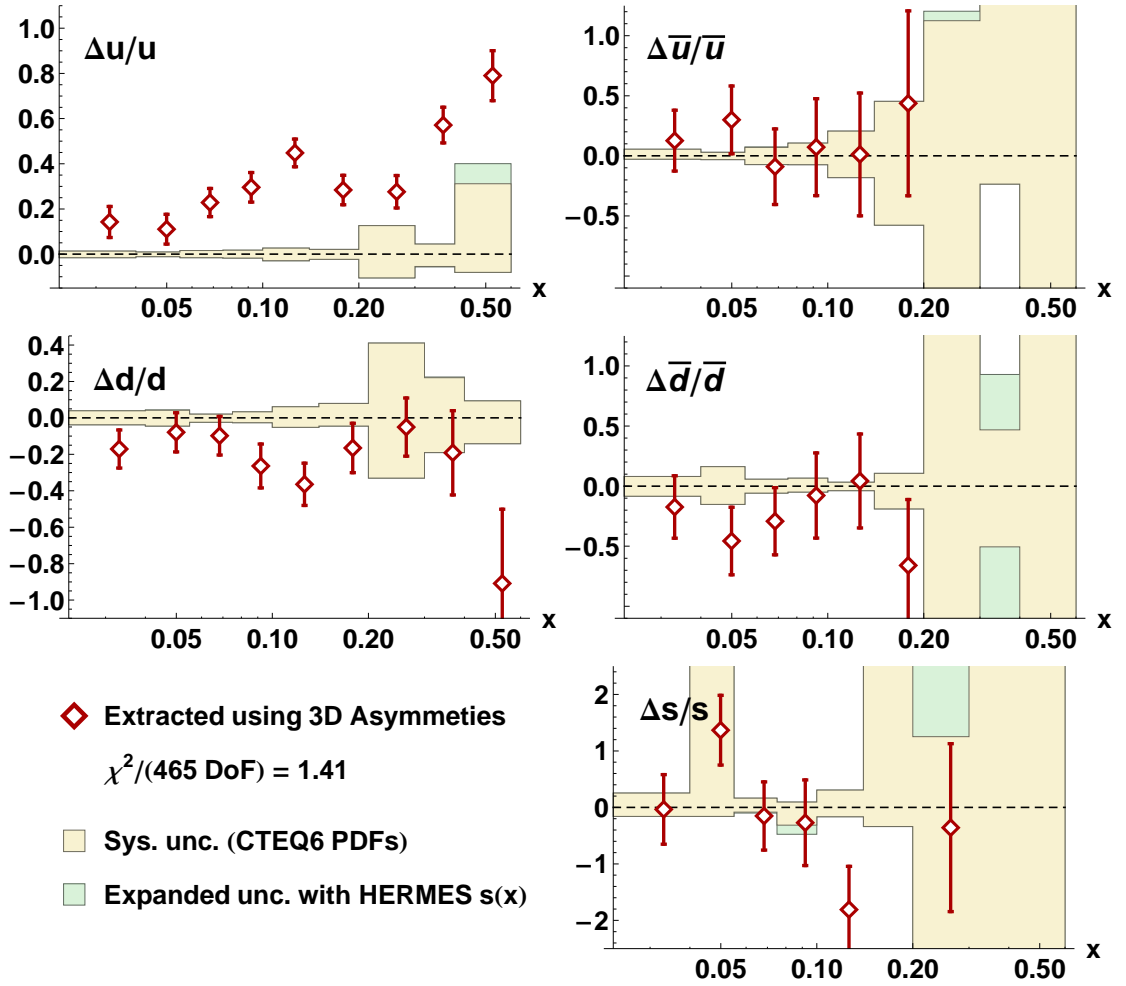 Δu/u
1.0
0.8
0.6
0.4
0.2
0.0
0.05 0.10 0.20 0.50 x
Δu̅/u̅
1.0
0.5
0.0
−0.5
0.05 0.10 0.20 0.50 x
Δd/d
0.4
0.2
0.0
−0.2
−0.4
−0.6
−0.8
−1.0
0.05 0.10 0.20 0.50 x
Δd̅/d̅
1.0
0.5
0.0
−0.5
0.05 0.10 0.20 0.50 x
Extracted using 3D Asymmeties
χ²/(465 DoF) = 1.41
Sys. unc. (CTEQ6 PDFs)
Expanded unc. with HERMES s(x)
Δs/s
2
1
0
−1
−2
0.05 0.10 0.20 0.50 x